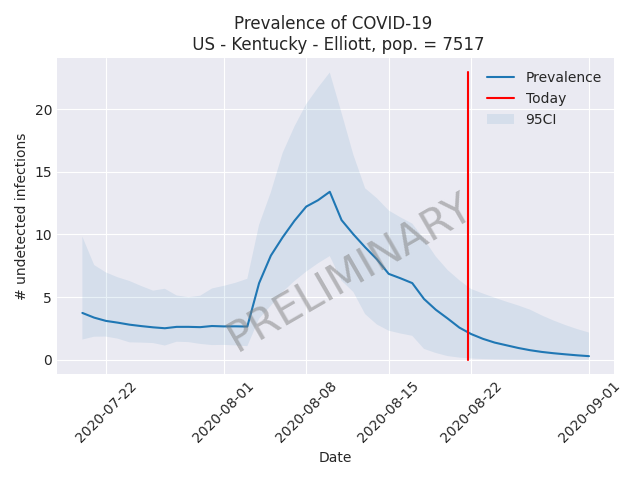 Prevalence of COVID-19
US - Kentucky - Elliott, pop. = 7517
Prevalence
Today
95CI
PRELIMINARY
# undetected infections
20
15
10
5
0
2020-07-22
2020-08-01
2020-08-08
2020-08-15
2020-08-22
2020-09-01
Date